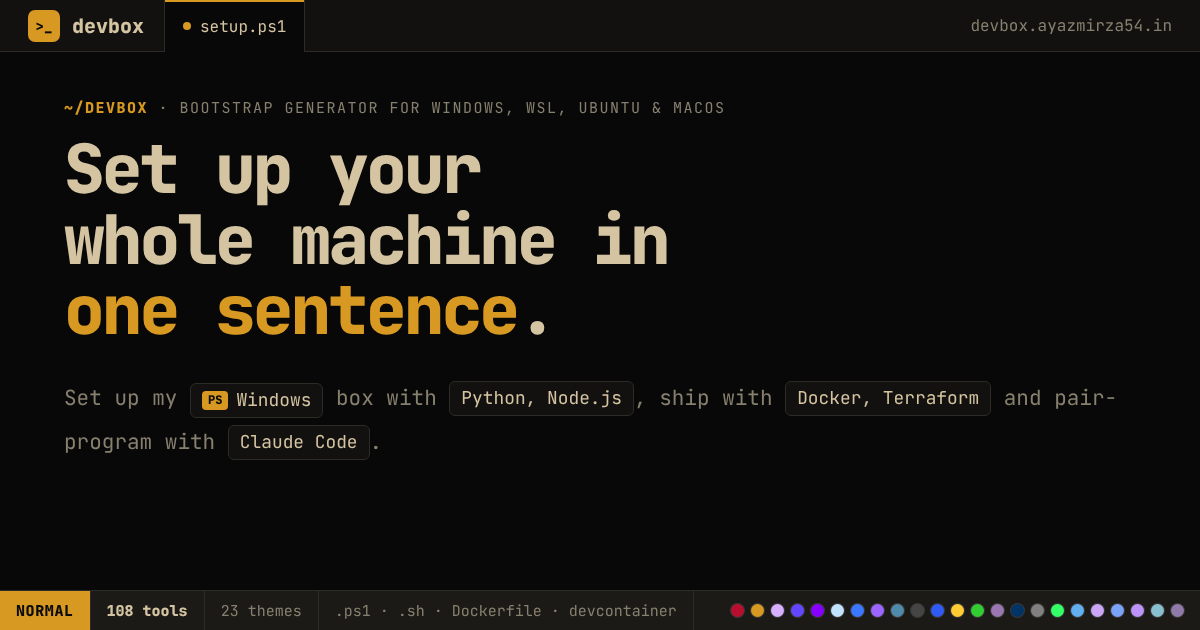 >_ devbox
setup.ps1
devbox.ayazmirza54.in
~/DEVBOX · BOOTSTRAP GENERATOR FOR WINDOWS, WSL, UBUNTU & MACOS
Set up your
whole machine in
one sentence.
Set up my PS Windows box with Python, Node.js, ship with Docker, Terraform and pair-
program with Claude Code.
NORMAL 108 tools 23 themes .ps1 · .sh · Dockerfile · devcontainer